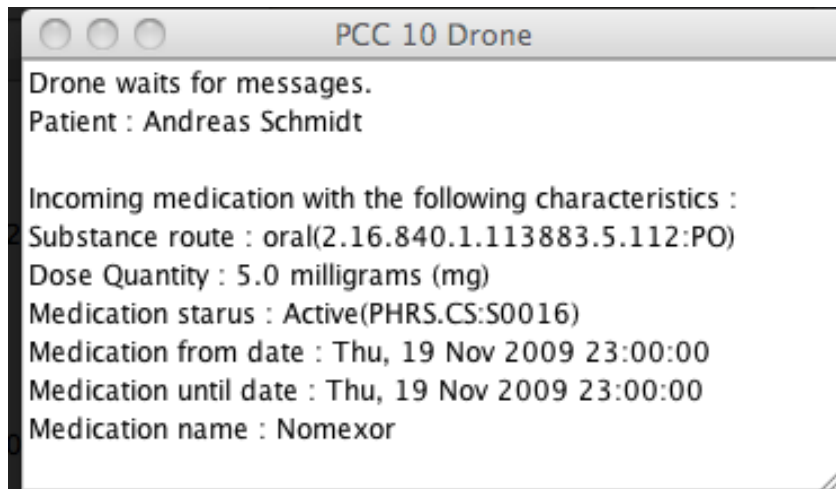 PCC 10 Drone
Drone waits for messages.
Patient : Andreas Schmidt
Incoming medication with the following characteristics :
Substance route : oral(2.16.840.1.113883.5.112:PO)
Dose Quantity : 5.0 milligrams (mg)
Medication starus : Active(PHRS.CS:S0016)
Medication from date : Thu, 19 Nov 2009 23:00:00
Medication until date : Thu, 19 Nov 2009 23:00:00
Medication name : Nomexor